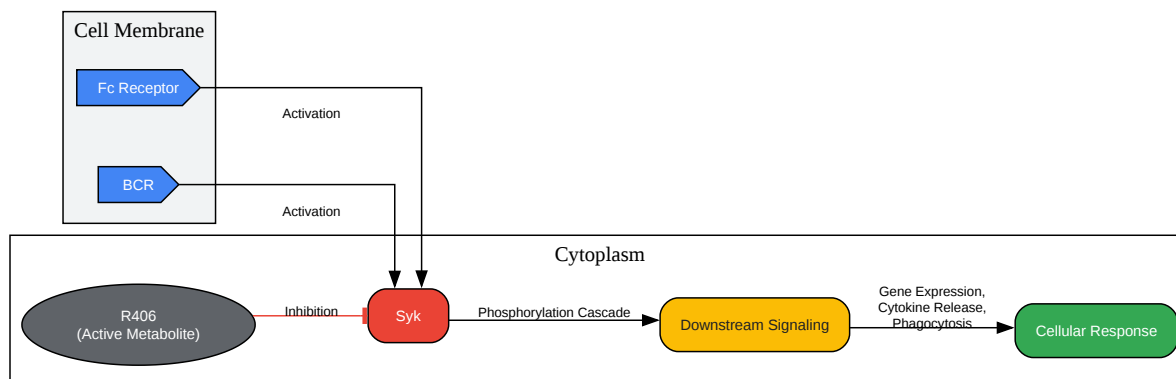 Cell Membrane
Fc Receptor
Activation
BCR
Activation
Cytoplasm
R406
(Active Metabolite)
Inhibition
Syk
Phosphorylation Cascade
Downstream Signaling
Gene Expression,
Cytokine Release,
Phagocytosis
Cellular Response